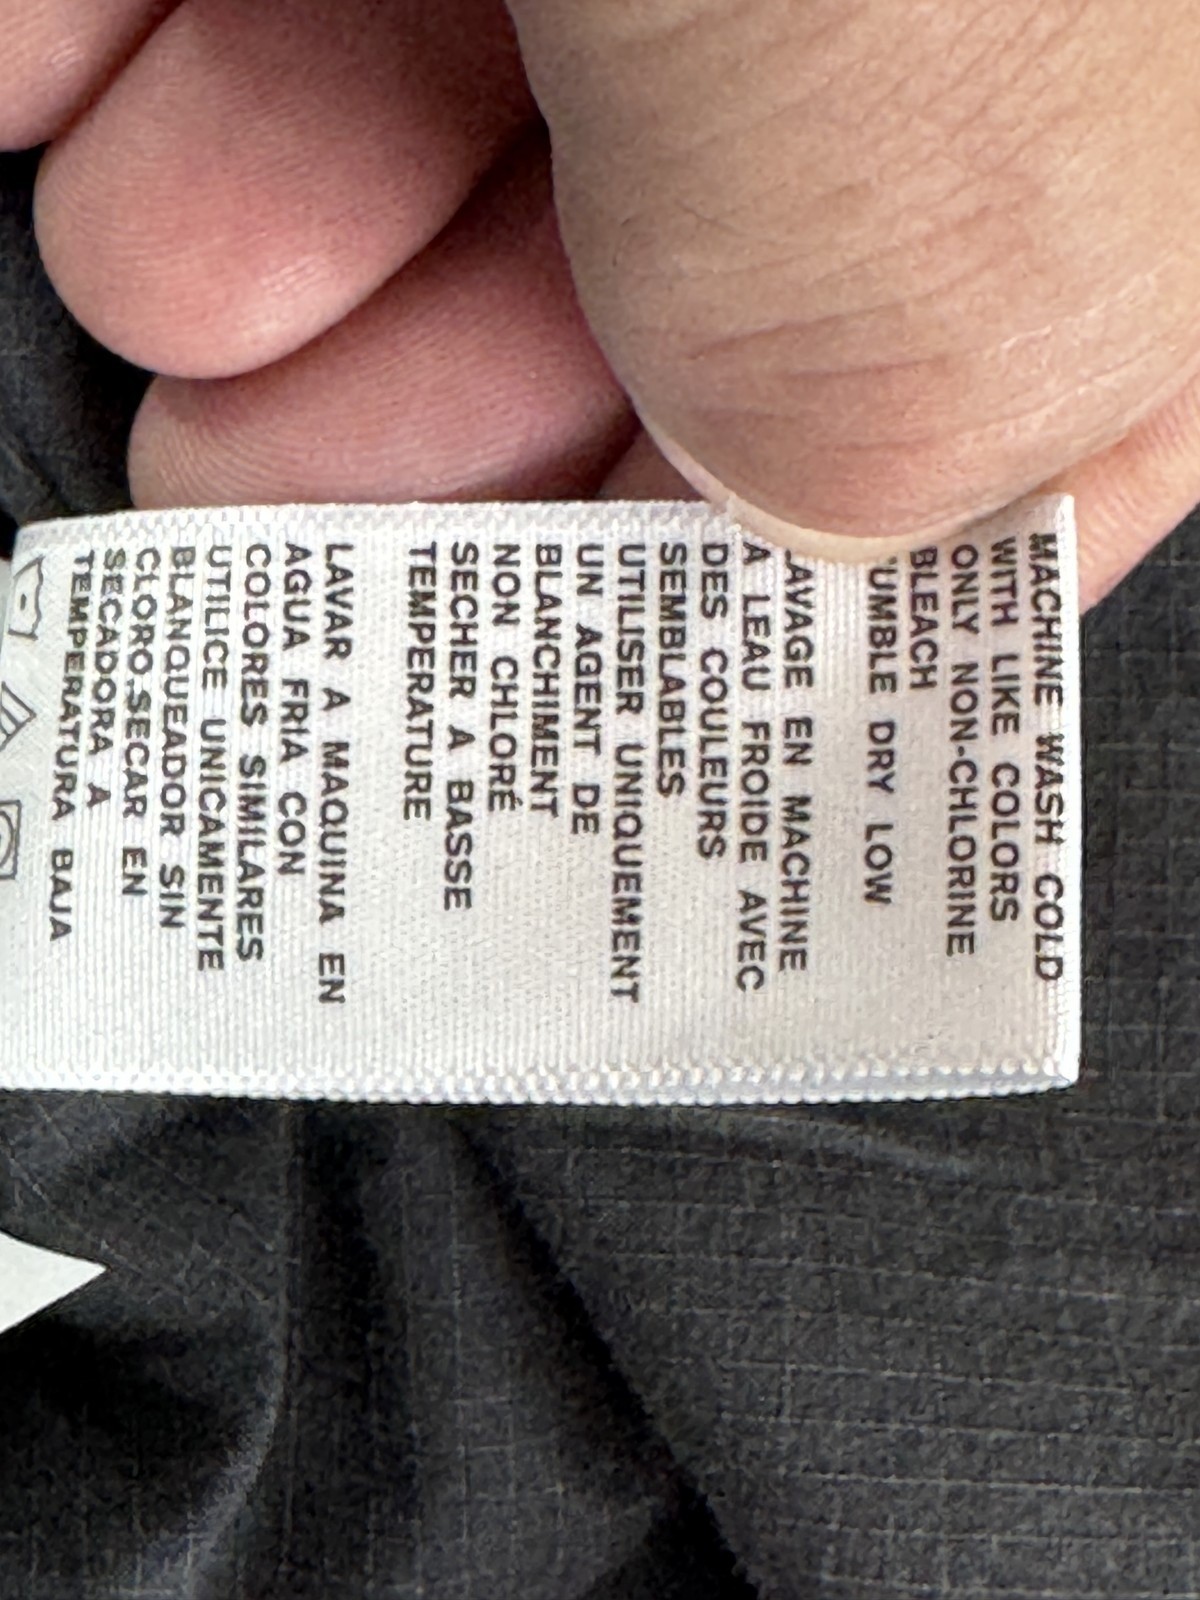 MACHINE WASH COLD
WITH LIKE COLORS
ONLY NON-CHLORINE
BLEACH
TUMBLE DRY LOW
LAVAGE EN MACHINE
A LEAU FROIDE AVEC
DES COULEURS
SEMBLABLES
UTILISER UNIQUEMENT
UN AGENT DE
BLANCHIMENT
NON CHLORÉ
SECHER A BASSE
TEMPERATURE
LAVAR A MAQUINA EN
AGUA FRIA CON
COLORES SIMILARES
UTILICE UNICAMENTE
BLANQUEADOR SIN
CLORO.SECAR EN
SECADORA A
TEMPERATURA BAJA